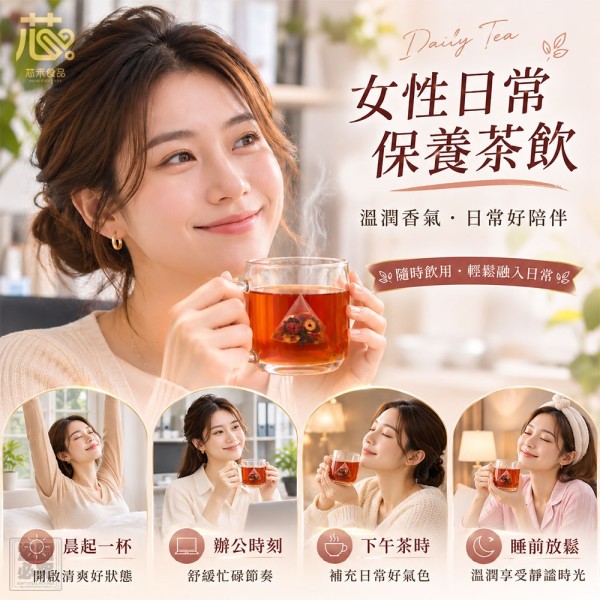 芯禾食品
Daily Tea
女性日常
保養茶飲
溫潤香氣・日常好陪伴
隨時飲用・輕鬆融入日常
晨起一杯
開啟清爽好狀態
辦公時刻
舒緩忙碌節奏
下午茶時
補充日常好氣色
睡前放鬆
溫潤享受靜謐時光